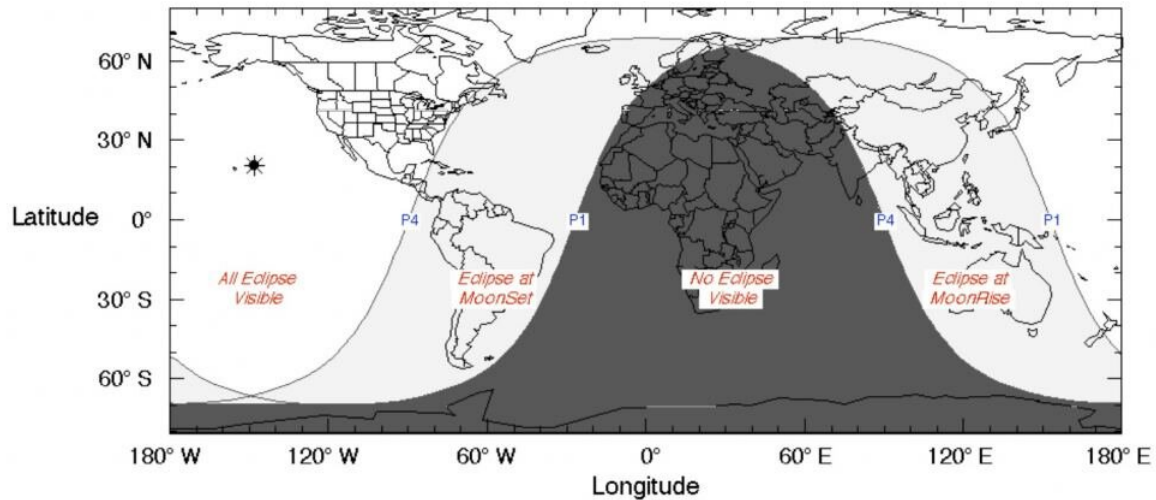 60° N
30° N
Latitude
0°
P4
P1
P4
P1
All Eclipse
Visible
Eclipse at
MoonSet
No Eclipse
Visible
Eclipse at
MoonRise
30° S
60° S
180° W
120° W
60° W
0°
60° E
120° E
180° E
Longitude